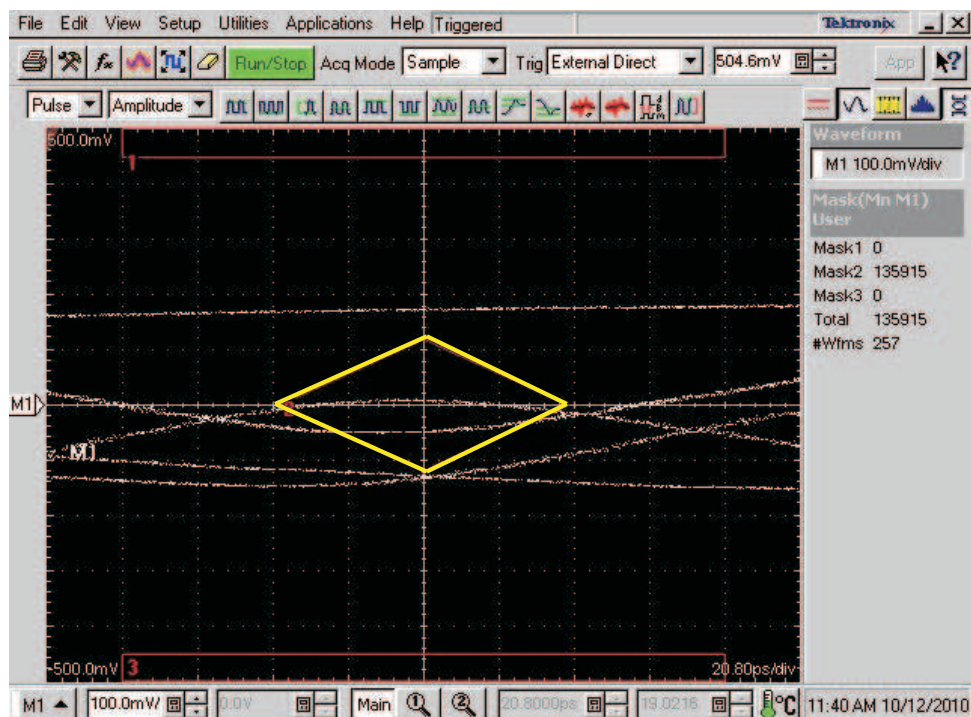 File Edit View Setup Utilities Applications Help Triggered Tektronix
Run/Stop Acq Mode Sample Trig External Direct 504.6mV App
Pulse Amplitude
500.0mV
1
Waveform
M1 100.0mV/div
Mask(Mn M1)
User
Mask1 0
Mask2 135915
Mask3 0
Total 135915
#Wfms 257
M1
2
M1
-500.0mV 3 20.80ps/div
M1 100.0mV/ 0.0V Main 1 2 20.8000ps 19.0216 °C 11:40 AM 10/12/2010